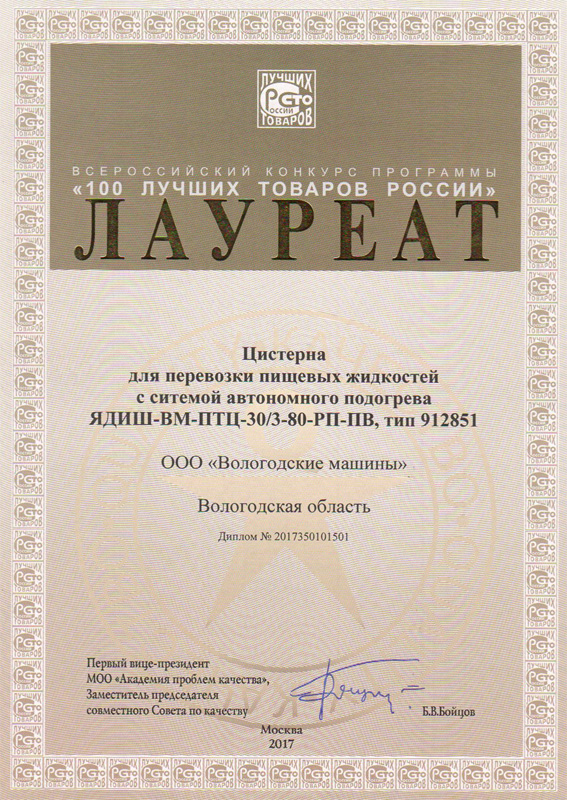 ЛУЧШИХ
РСТо
РОССИИ
ТОВАРОВ
ВСЕРОССИЙСКИЙ КОНКУРС ПРОГРАММЫ
«100 ЛУЧШИХ ТОВАРОВ РОССИИ»
ЛАУРЕАТ
Цистерна
для перевозки пищевых жидкостей
с ситемой автономного подогрева
ЯДИШ-ВМ-ПТЦ-30/3-80-РП-ПВ, тип 912851
ООО «Вологодские машины»
Вологодская область
Диплом № 2017350101501
Первый вице-президент
МОО «Академия проблем качества»,
Заместитель председателя
совместного Совета по качеству
Б.В.Бойцов
Москва
2017